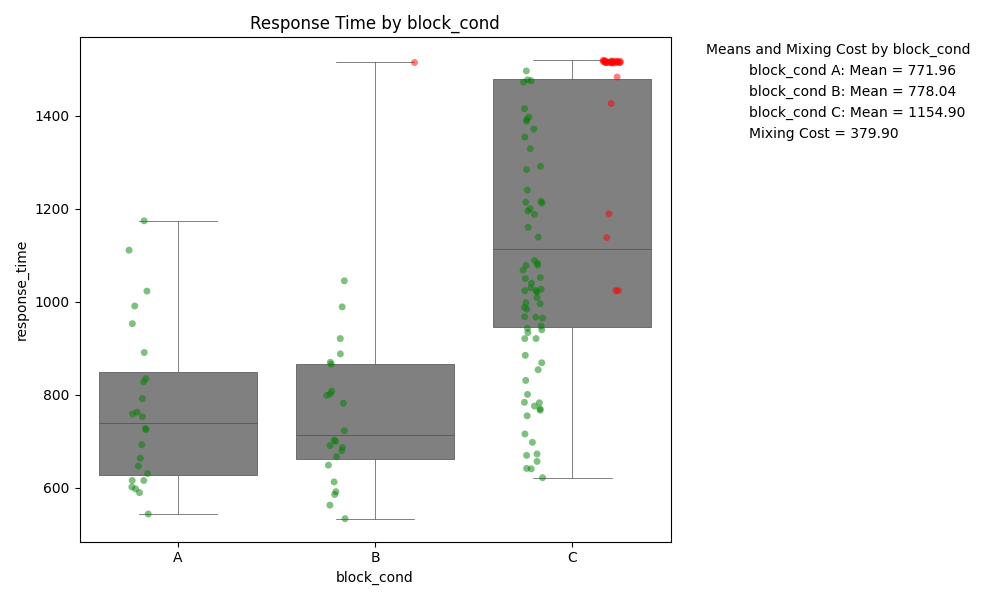 Response Time by block_cond
Means and Mixing Cost by block_cond
block_cond A: Mean = 771.96
block_cond B: Mean = 778.04
block_cond C: Mean = 1154.90
Mixing Cost = 379.90
response_time
1400
1200
1000
800
600
A B C
block_cond